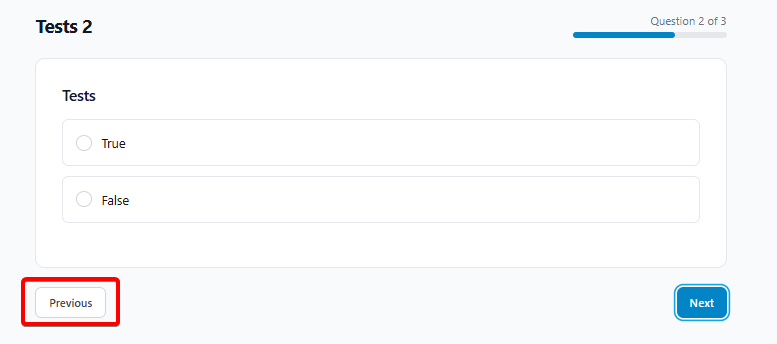 Tests 2
Question 2 of 3
Tests
True
False
Previous
Next